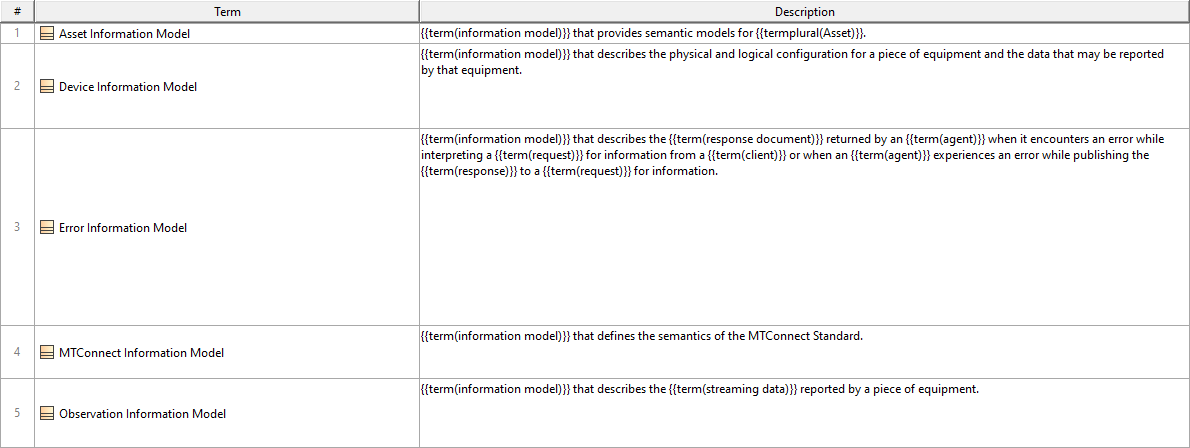 # Term Description
1 Asset Information Model {{term(information model)}} that provides semantic models for {{termplural(Asset)}}.
2 Device Information Model {{term(information model)}} that describes the physical and logical configuration for a piece of equipment and the data that may be reported
by that equipment.
3 Error Information Model {{term(information model)}} that describes the {{term(response document)}} returned by an {{term(agent)}} when it encounters an error while
interpreting a {{term(request)}} for information from a {{term(client)}} or when an {{term(agent)}} experiences an error while publishing the
{{term(response)}} to a {{term(request)}} for information.
4 MTConnect Information Model {{term(information model)}} that defines the semantics of the MTConnect Standard.
5 Observation Information Model {{term(information model)}} that describes the {{term(streaming data)}} reported by a piece of equipment.